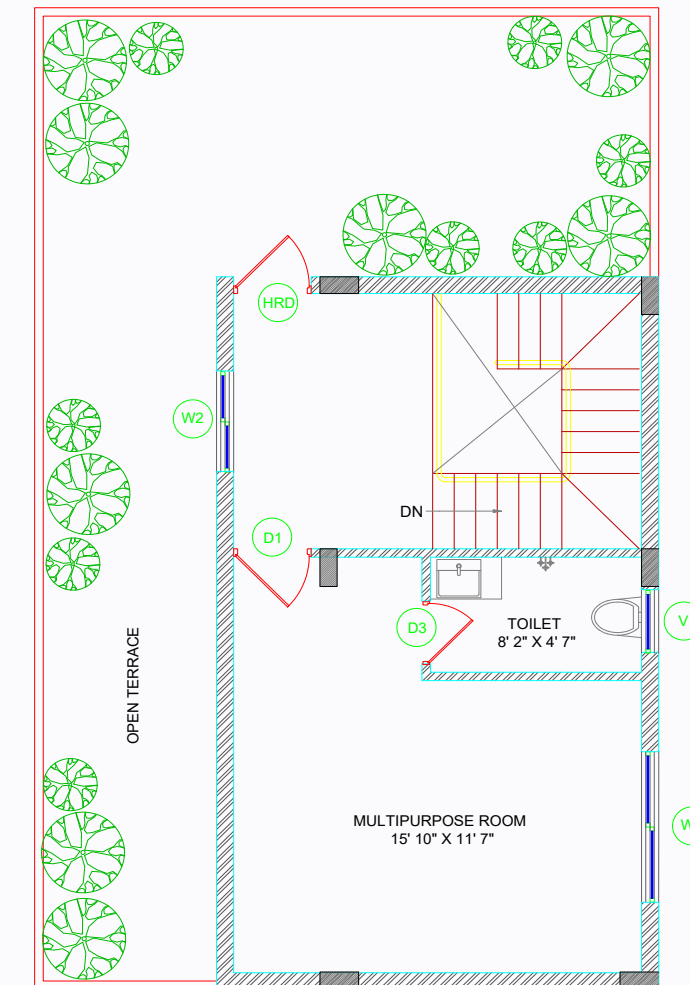 HRD
W2
DN
D1
D3
TOILET
8' 2" X 4' 7"
V
OPEN TERRACE
MULTIPURPOSE ROOM
15' 10" X 11' 7"
W